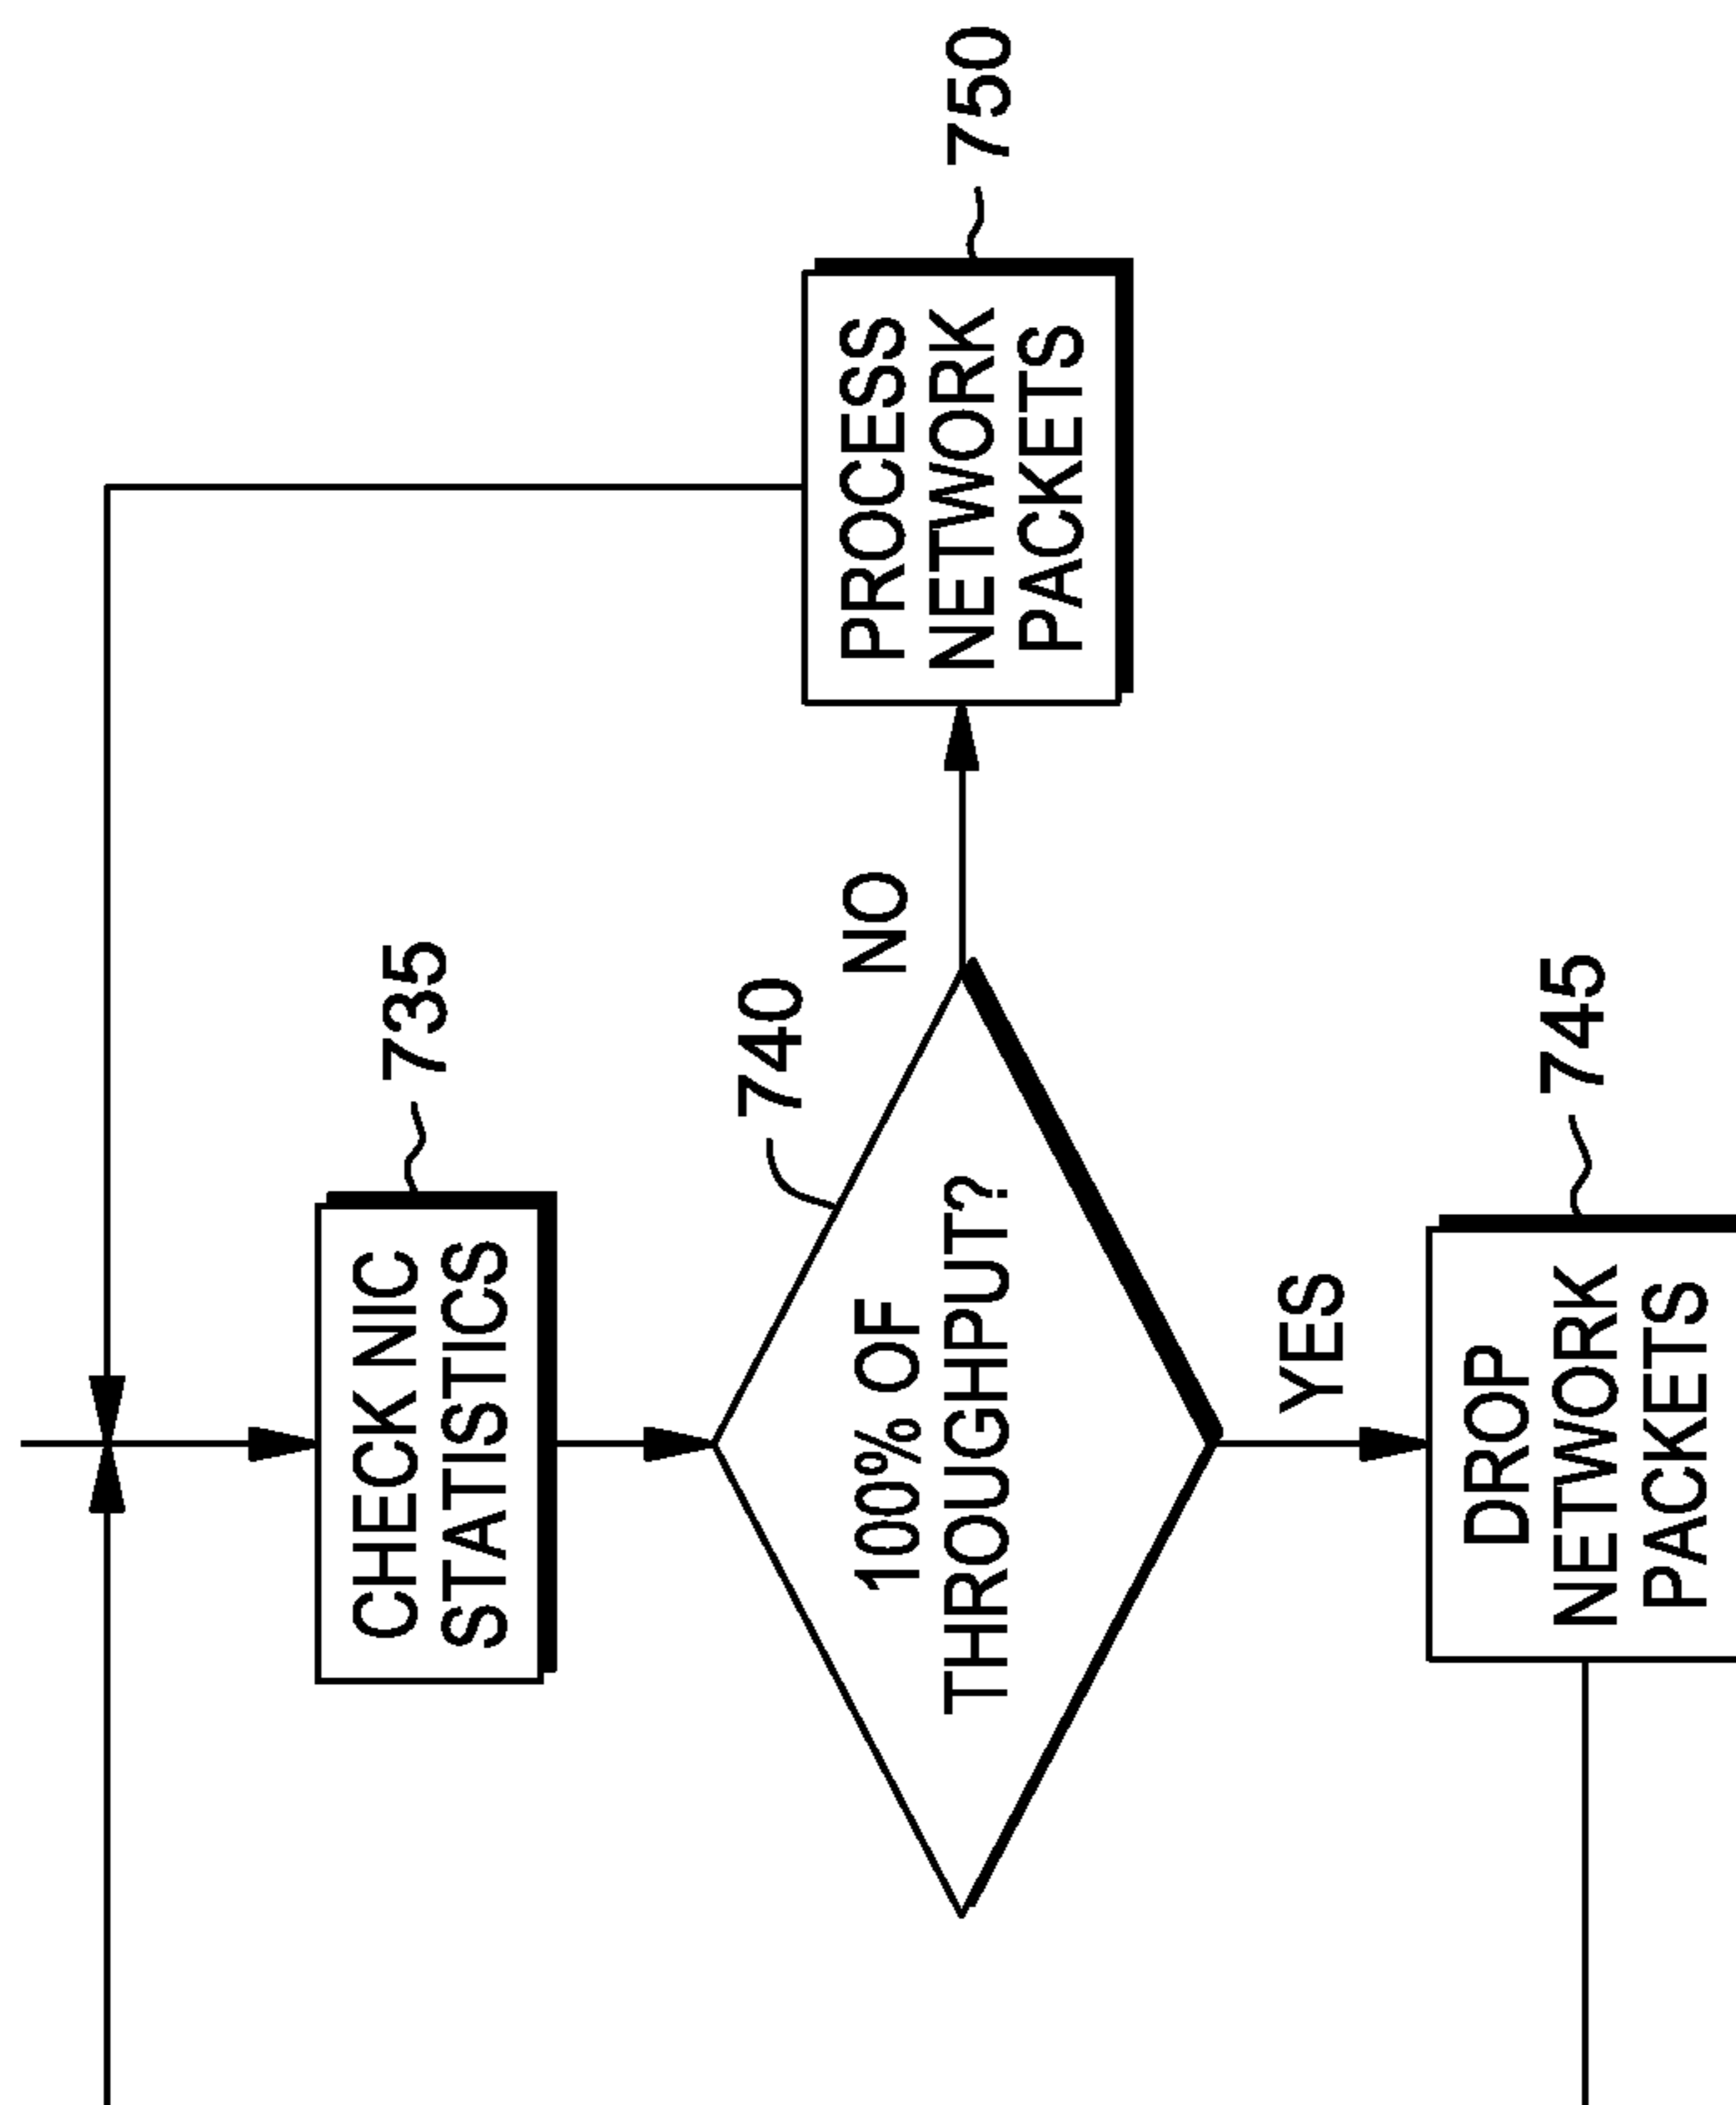 735
CHECK NIC
STATISTICS
740
100% OF
THROUGHPUT?
NO
750
PROCESS
NETWORK
PACKETS
YES
745
DROP
NETWORK
PACKETS